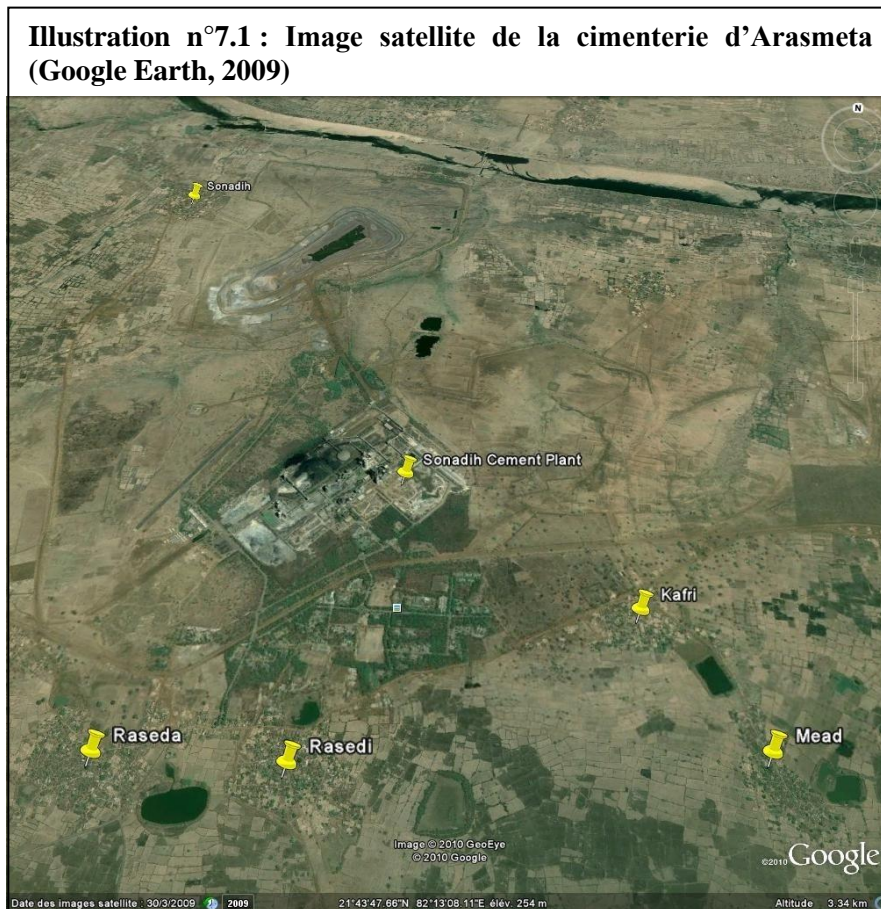 Illustration n°7.1 : Image satellite de la cimenterie d'Arasmeta
(Google Earth, 2009)
N
Sonadih
Sonadih Cement Plant
Kafri
Raseda
Rasedi
Mead
Image © 2010 GeoEye
© 2010 Google
©2010 Google
Date des images satellite : 30/3/2009 2009 21°43'47.66"N 82°13'08.11"E élév. 254 m Altitude 3.34 km